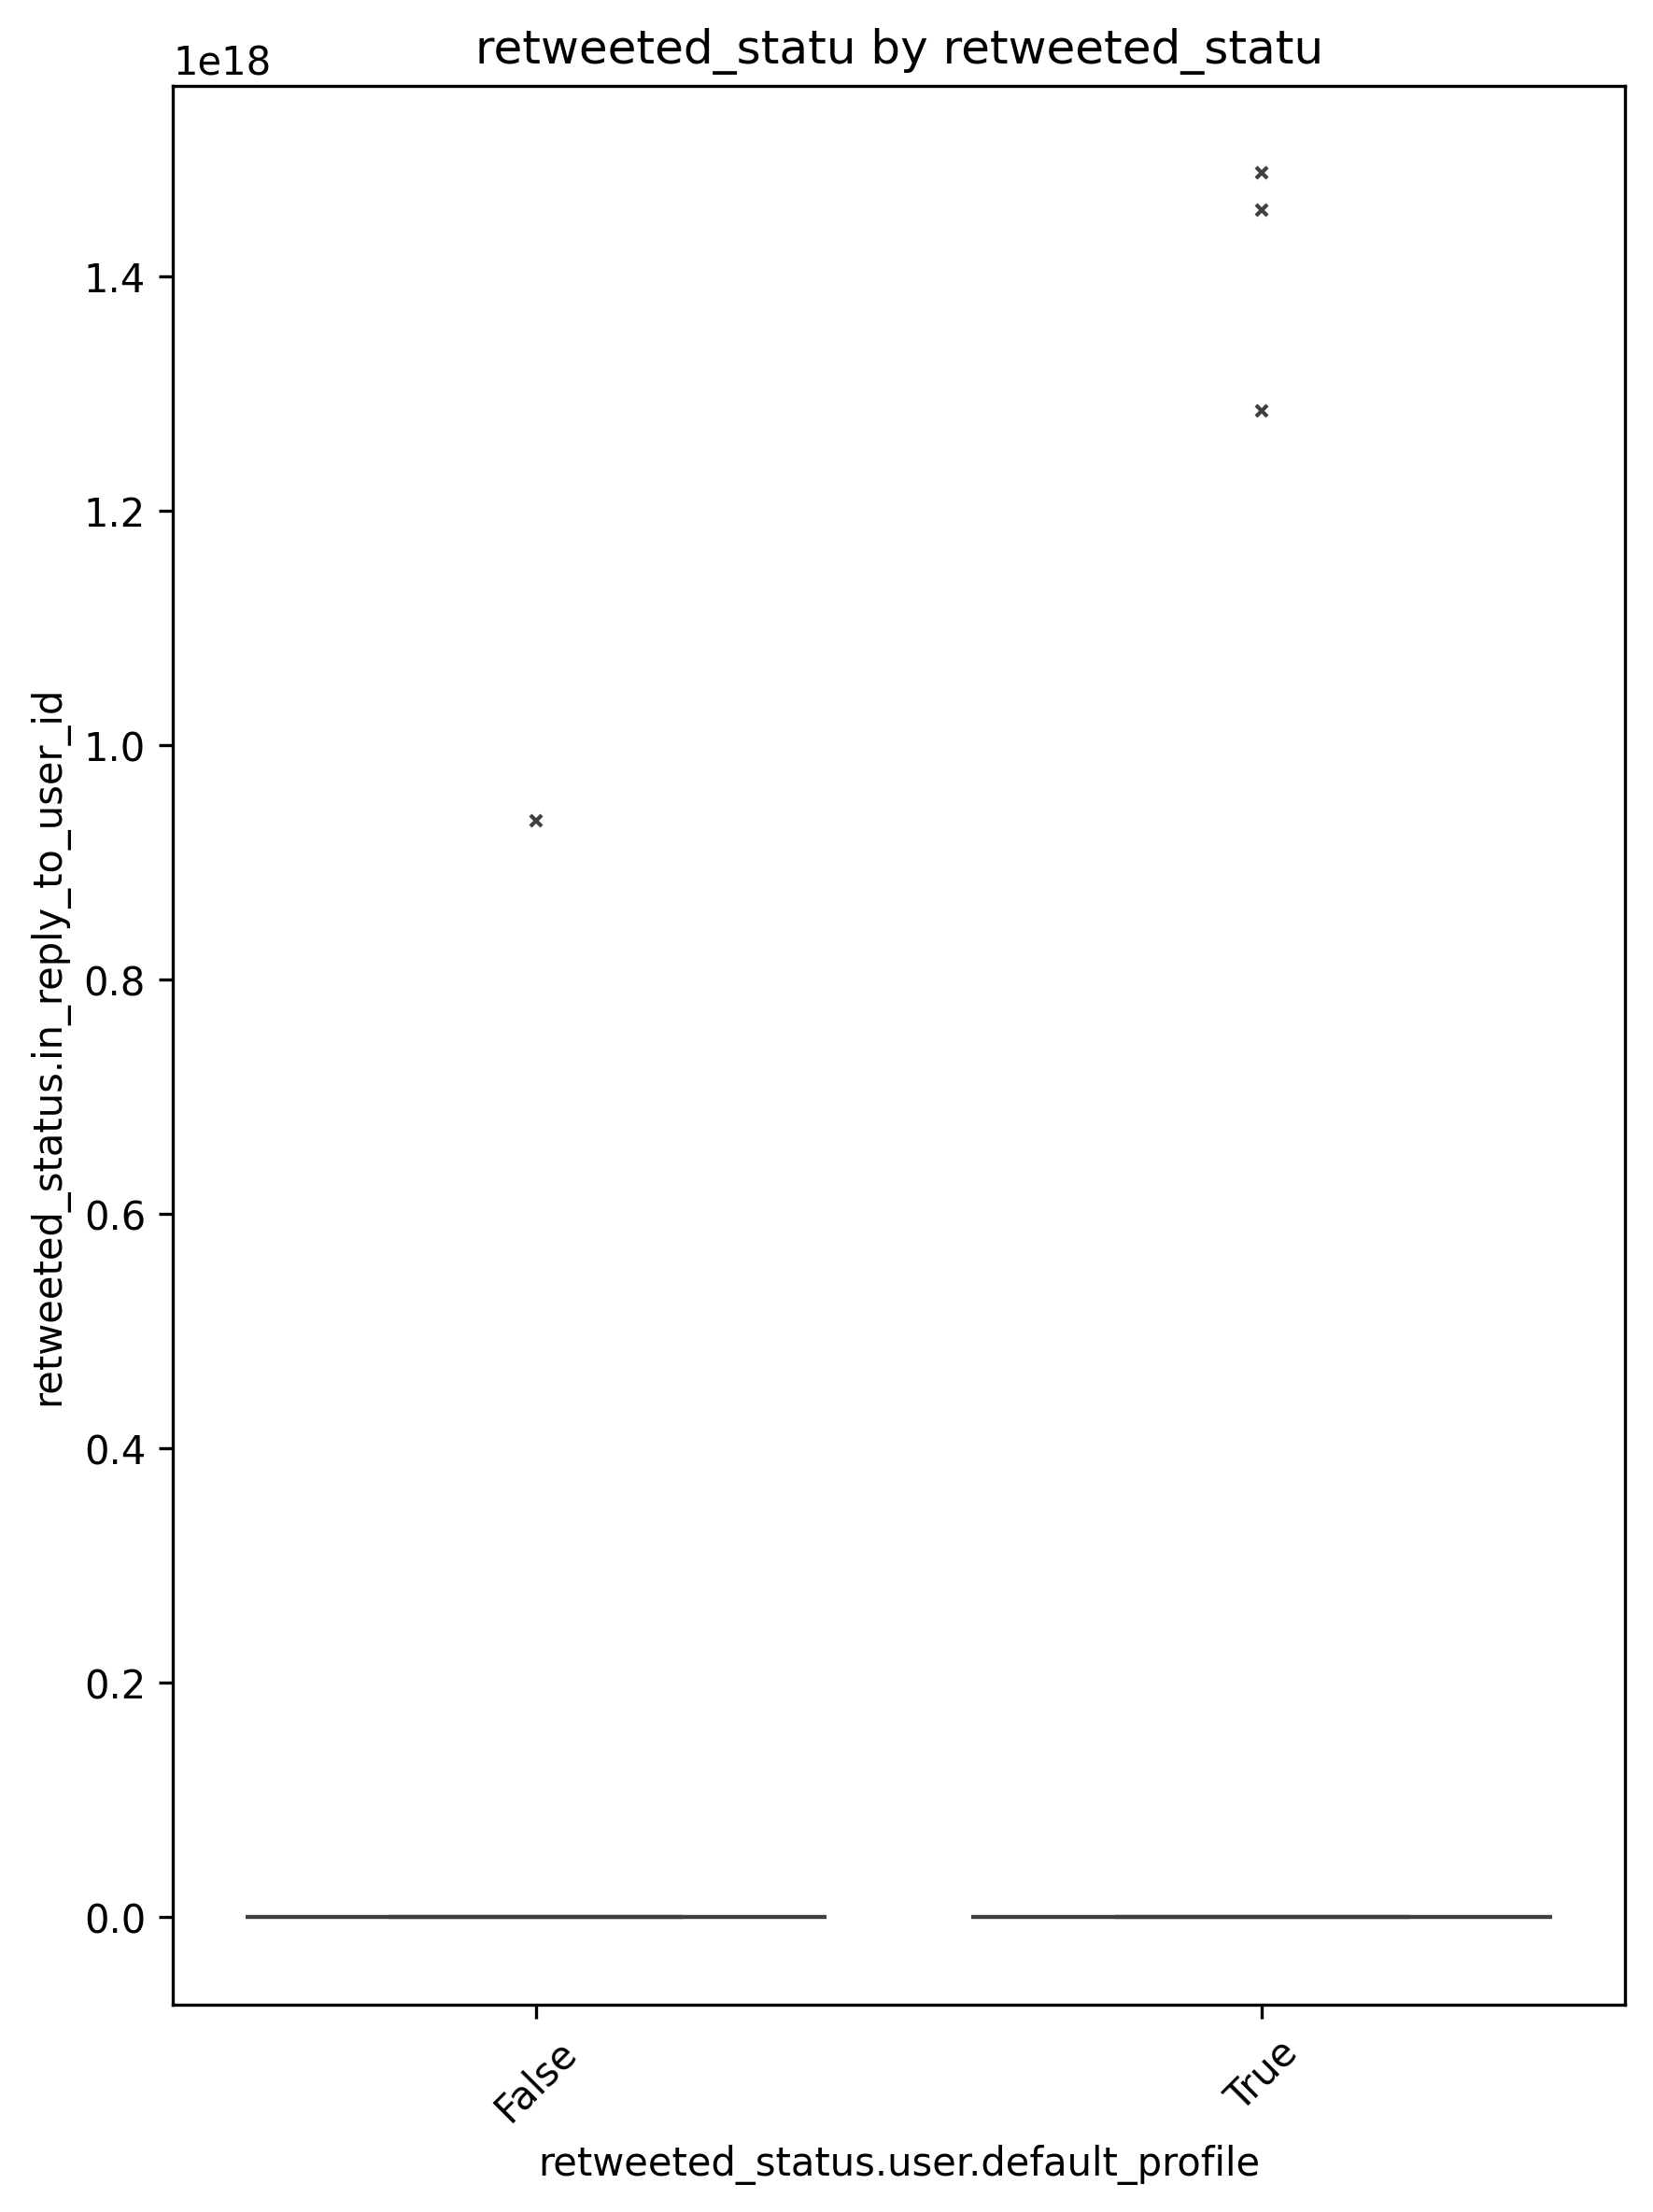 retweeted_statu by retweeted_statu
1e18
1.4
1.2
1.0
0.8
0.6
0.4
0.2
0.0
retweeted_status.in_reply_to_user_id
False
True
retweeted_status.user.default_profile